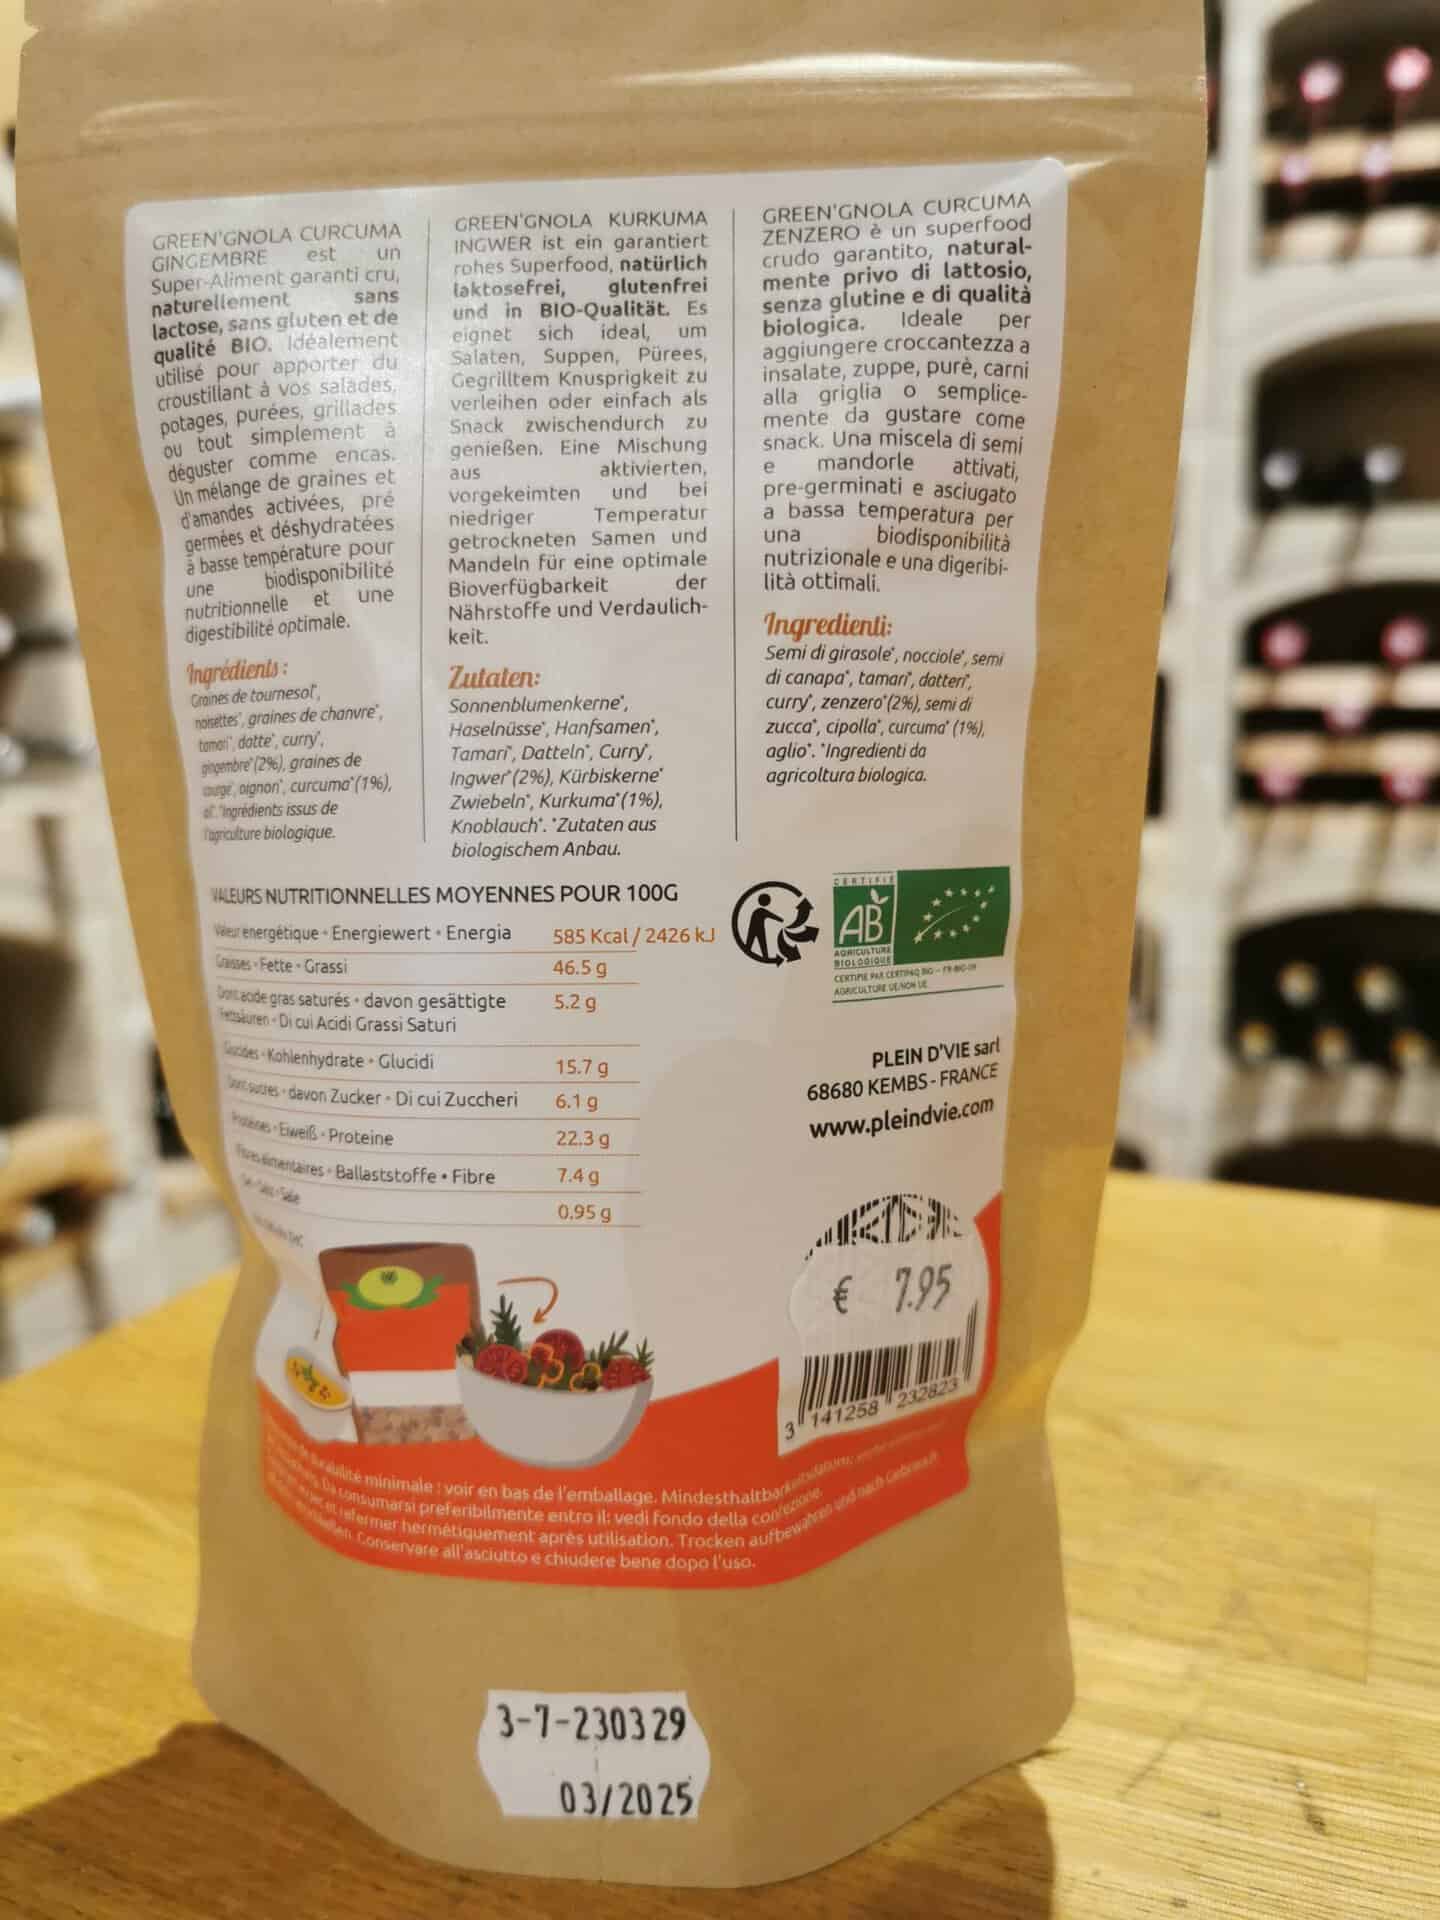 GREEN'GNOLA CURCUMA
GINGEMBRE est un
Super-Aliment garanti cru,
naturellement sans
lactose, sans gluten et de
qualité BIO. Idéalement
utilisé pour apporter du
croustillant à vos salades,
potages, purées, grillades
ou tout simplement à
déguster comme encas.
Un mélange de graines et
d'amandes activées, pré
germées et déshydratées
à basse température pour
une biodisponibilité
nutritionnelle et une
digestibilité optimale.
Ingrédients :
Graines de tournesol*,
noisettes*, graines de chanvre*,
tamari*, datte*, curry*,
gingembre*(2%), graines de
courge*, oignon*, curcuma*(1%),
ail*. *Ingrédients issus de
l'agriculture biologique.
GREEN'GNOLA KURKUMA
INGWER ist ein garantiert
rohes Superfood, natürlich
laktosefrei, glutenfrei
und in BIO-Qualität. Es
eignet sich ideal, um
Salaten, Suppen, Pürees,
Gegrilltem Knusprigkeit zu
verleihen oder einfach als
Snack zwischendurch zu
genießen. Eine Mischung
aus aktivierten,
vorgekeimten und bei
niedriger Temperatur
getrockneten Samen und
Mandeln für eine optimale
Bioverfügbarkeit der
Nährstoffe und Verdaulich-
keit.
Zutaten:
Sonnenblumenkerne*,
Haselnüsse*, Hanfsamen*,
Tamari*, Datteln*, Curry*,
Ingwer*(2%), Kürbiskerne*
Zwiebeln*, Kurkuma*(1%),
Knoblauch*. *Zutaten aus
biologischem Anbau.
GREEN'GNOLA CURCUMA
ZENZERO è un superfood
crudo garantito, natural-
mente privo di lattosio,
senza glutine e di qualità
biologica. Ideale per
aggiungere croccantezza a
insalate, zuppe, purè, carni
alla griglia o semplice-
mente da gustare come
snack. Una miscela di semi
e mandorle attivati,
pre-germinati e asciugato
a bassa temperatura per
una biodisponibilità
nutrizionale e una digeribi-
lità ottimali.
Ingredienti:
Semi di girasole*, nocciole*, semi
di canapa*, tamari*, datteri*,
curry*, zenzero*(2%), semi di
zucca*, cipolla*, curcuma* (1%),
aglio*. *Ingredienti da
agricoltura biologica.
VALEURS NUTRITIONNELLES MOYENNES POUR 100G
Valeur énergétique • Energiewert • Energia 585 Kcal / 2426 kJ
Graisses • Fette • Grassi 46.5 g
Dont acide gras saturés • davon gesättigte 5.2 g
Fettsäuren • Di cui Acidi Grassi Saturi
Glucides • Kohlenhydrate • Glucidi 15.7 g
Dont sucres • davon Zucker • Di cui Zuccheri 6.1 g
Protéines • Eiweiß • Proteine 22.3 g
Fibres alimentaires • Ballaststoffe • Fibre 7.4 g
Sel • Salz • Sale 0.95 g
CERTIFIÉ
AB
AGRICULTURE
BIOLOGIQUE
CERTIFIÉ PAR CERTIPAQ BIO - FR-BIO-09
AGRICULTURE UE/NON UE
PLEIN D'VIE sarl
68680 KEMBS - FRANCE
www.pleindvie.com
€ 7.95
3 141258 232823
durabilité minimale : voir en bas de l'emballage. Mindesthaltbarkeitsdatum:
Da consumarsi preferibilmente entro il: vedi fondo della confezione.
et refermer hermétiquement après utilisation. Trocken aufbewahren und nach Gebrauch
Conservare all'asciutto e chiudere bene dopo l'uso.
3-7-230329
03/2025